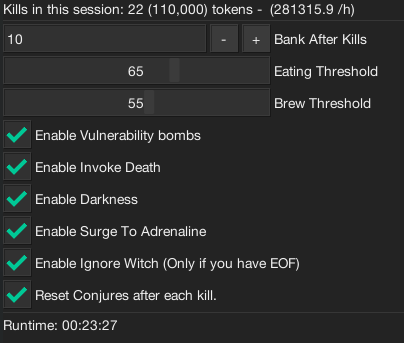 Kills in this session: 22 (110,000) tokens - (281315.9 /h)
10 - + Bank After Kills
65 Eating Threshold
55 Brew Threshold
Enable Vulnerability bombs
Enable Invoke Death
Enable Darkness
Enable Surge To Adrenaline
Enable Ignore Witch (Only if you have EOF)
Reset Conjures after each kill.
Runtime: 00:23:27